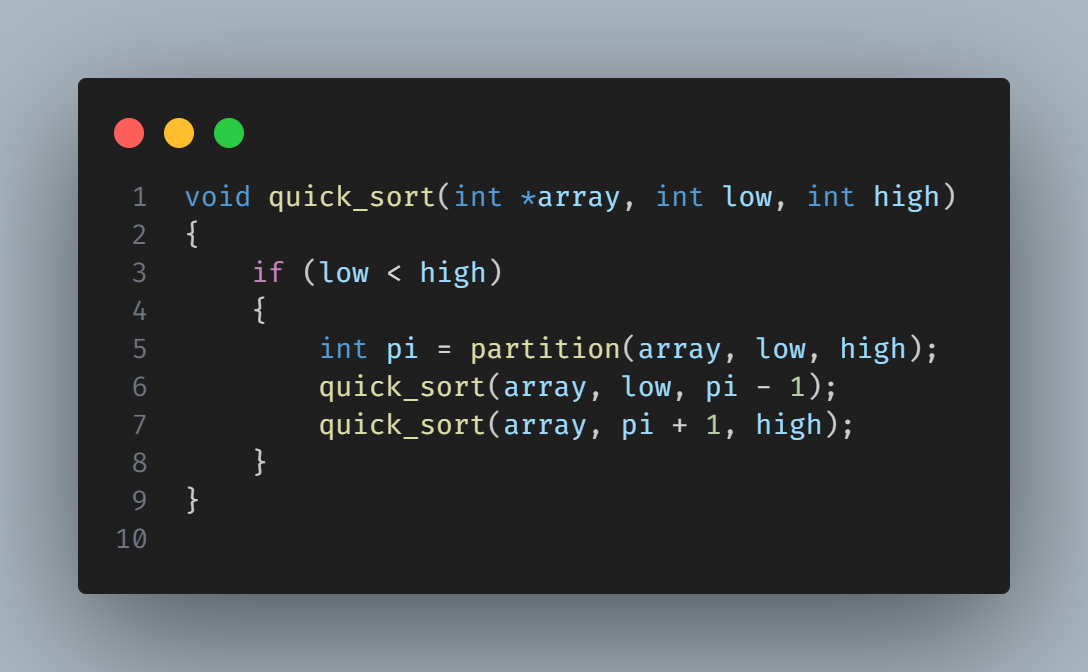 1 void quick_sort(int *array, int low, int high)
2 {
3     if (low < high)
4     {
5         int pi = partition(array, low, high);
6         quick_sort(array, low, pi - 1);
7         quick_sort(array, pi + 1, high);
8     }
9 }
10